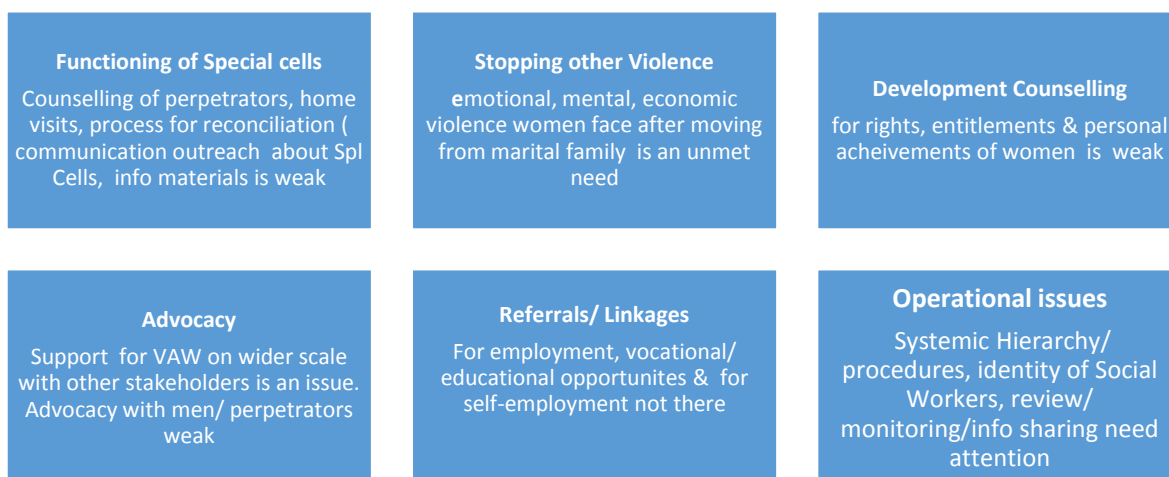 Functioning of Special cells
Counselling of perpetrators, home
visits, process for reconciliation (
communication outreach about Spl
Cells, info materials is weak
Stopping other Violence
emotional, mental, economic
violence women face after moving
from marital family is an unmet
need
Development Counselling
for rights, entitlements & personal
acheivements of women is weak
Advocacy
Support for VAW on wider scale
with other stakeholders is an issue.
Advocacy with men/ perpetrators
weak
Referrals/ Linkages
For employment, vocational/
educational opportunites & for
self-employment not there
Operational issues
Systemic Hierarchy/
procedures, identity of Social
Workers, review/
monitoring/info sharing need
attention